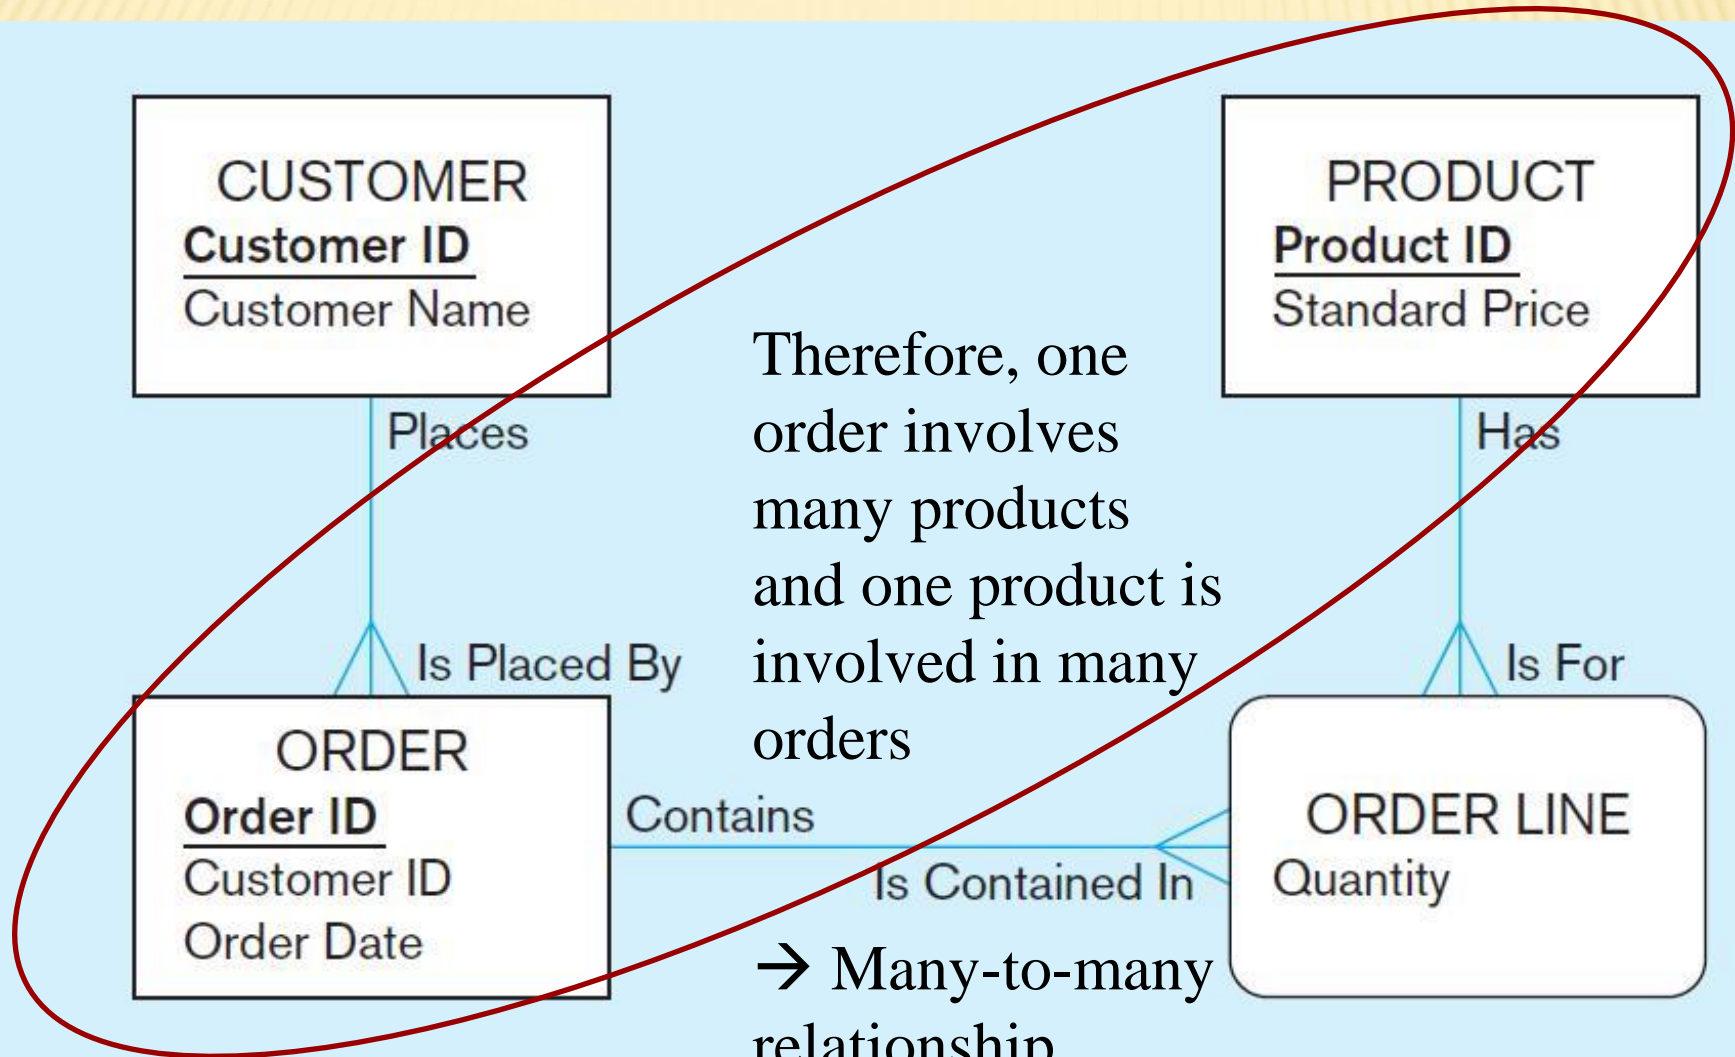 CUSTOMER
Customer ID
Customer Name
PRODUCT
Product ID
Standard Price
Places
Has
Therefore, one
order involves
many products
and one product is
involved in many
orders
Is Placed By
Is For
ORDER
Order ID
Customer ID
Order Date
Contains
Is Contained In
ORDER LINE
Quantity
→ Many-to-many
relationship